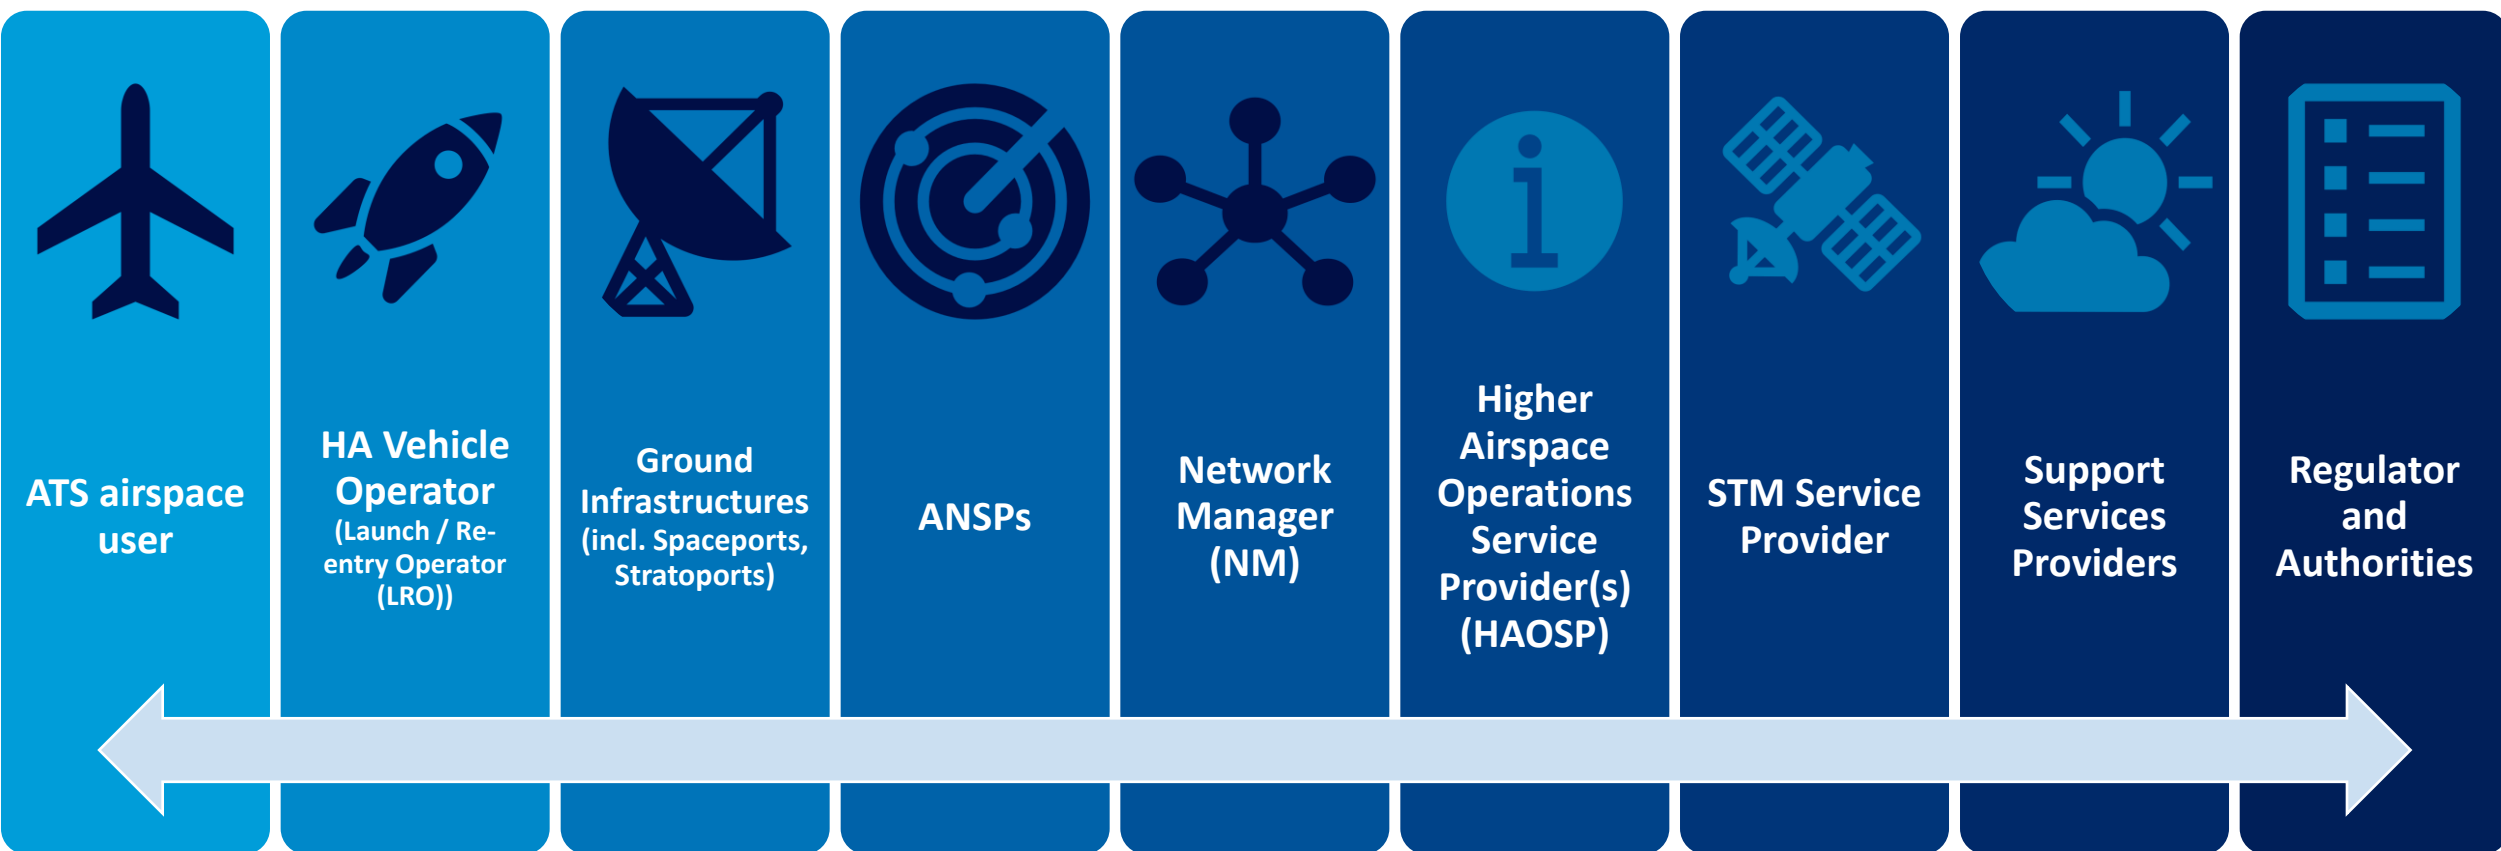 ATS airspace
user
HA Vehicle
Operator
(Launch / Re-
entry Operator
(LRO))
Ground
Infrastructures
(incl. Spaceports,
Stratoports)
ANSPs
Network
Manager
(NM)
Higher
Airspace
Operations
Service
Provider(s)
(HAOSP)
STM Service
Provider
Support
Services
Providers
Regulator
and
Authorities